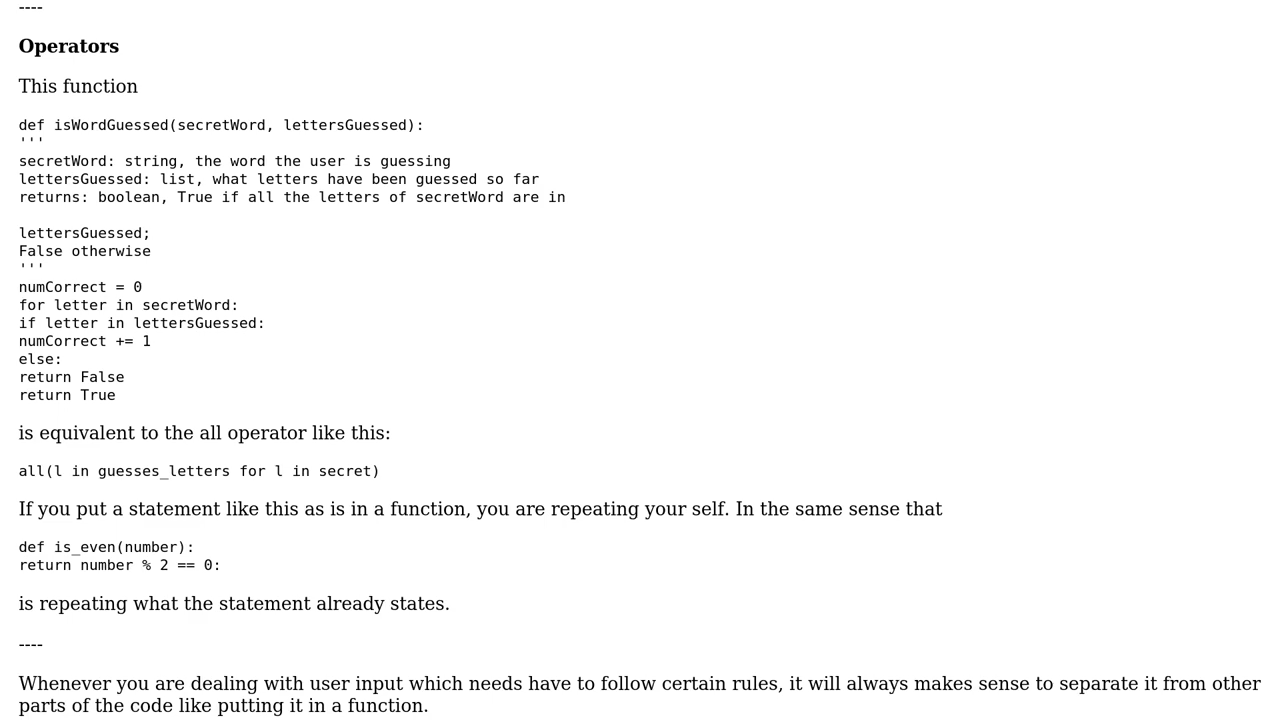 ----
Operators
This function
def isWordGuessed(secretWord, lettersGuessed):
'''
secretWord: string, the word the user is guessing
lettersGuessed: list, what letters have been guessed so far
returns: boolean, True if all the letters of secretWord are in
lettersGuessed;
False otherwise
'''
numCorrect = 0
for letter in secretWord:
if letter in lettersGuessed:
numCorrect += 1
else:
return False
return True
is equivalent to the all operator like this:
all(l in guesses_letters for l in secret)
If you put a statement like this as is in a function, you are repeating your self. In the same sense that
def is_even(number):
return number % 2 == 0:
is repeating what the statement already states.
----
Whenever you are dealing with user input which needs have to follow certain rules, it will always makes sense to separate it from other
parts of the code like putting it in a function.